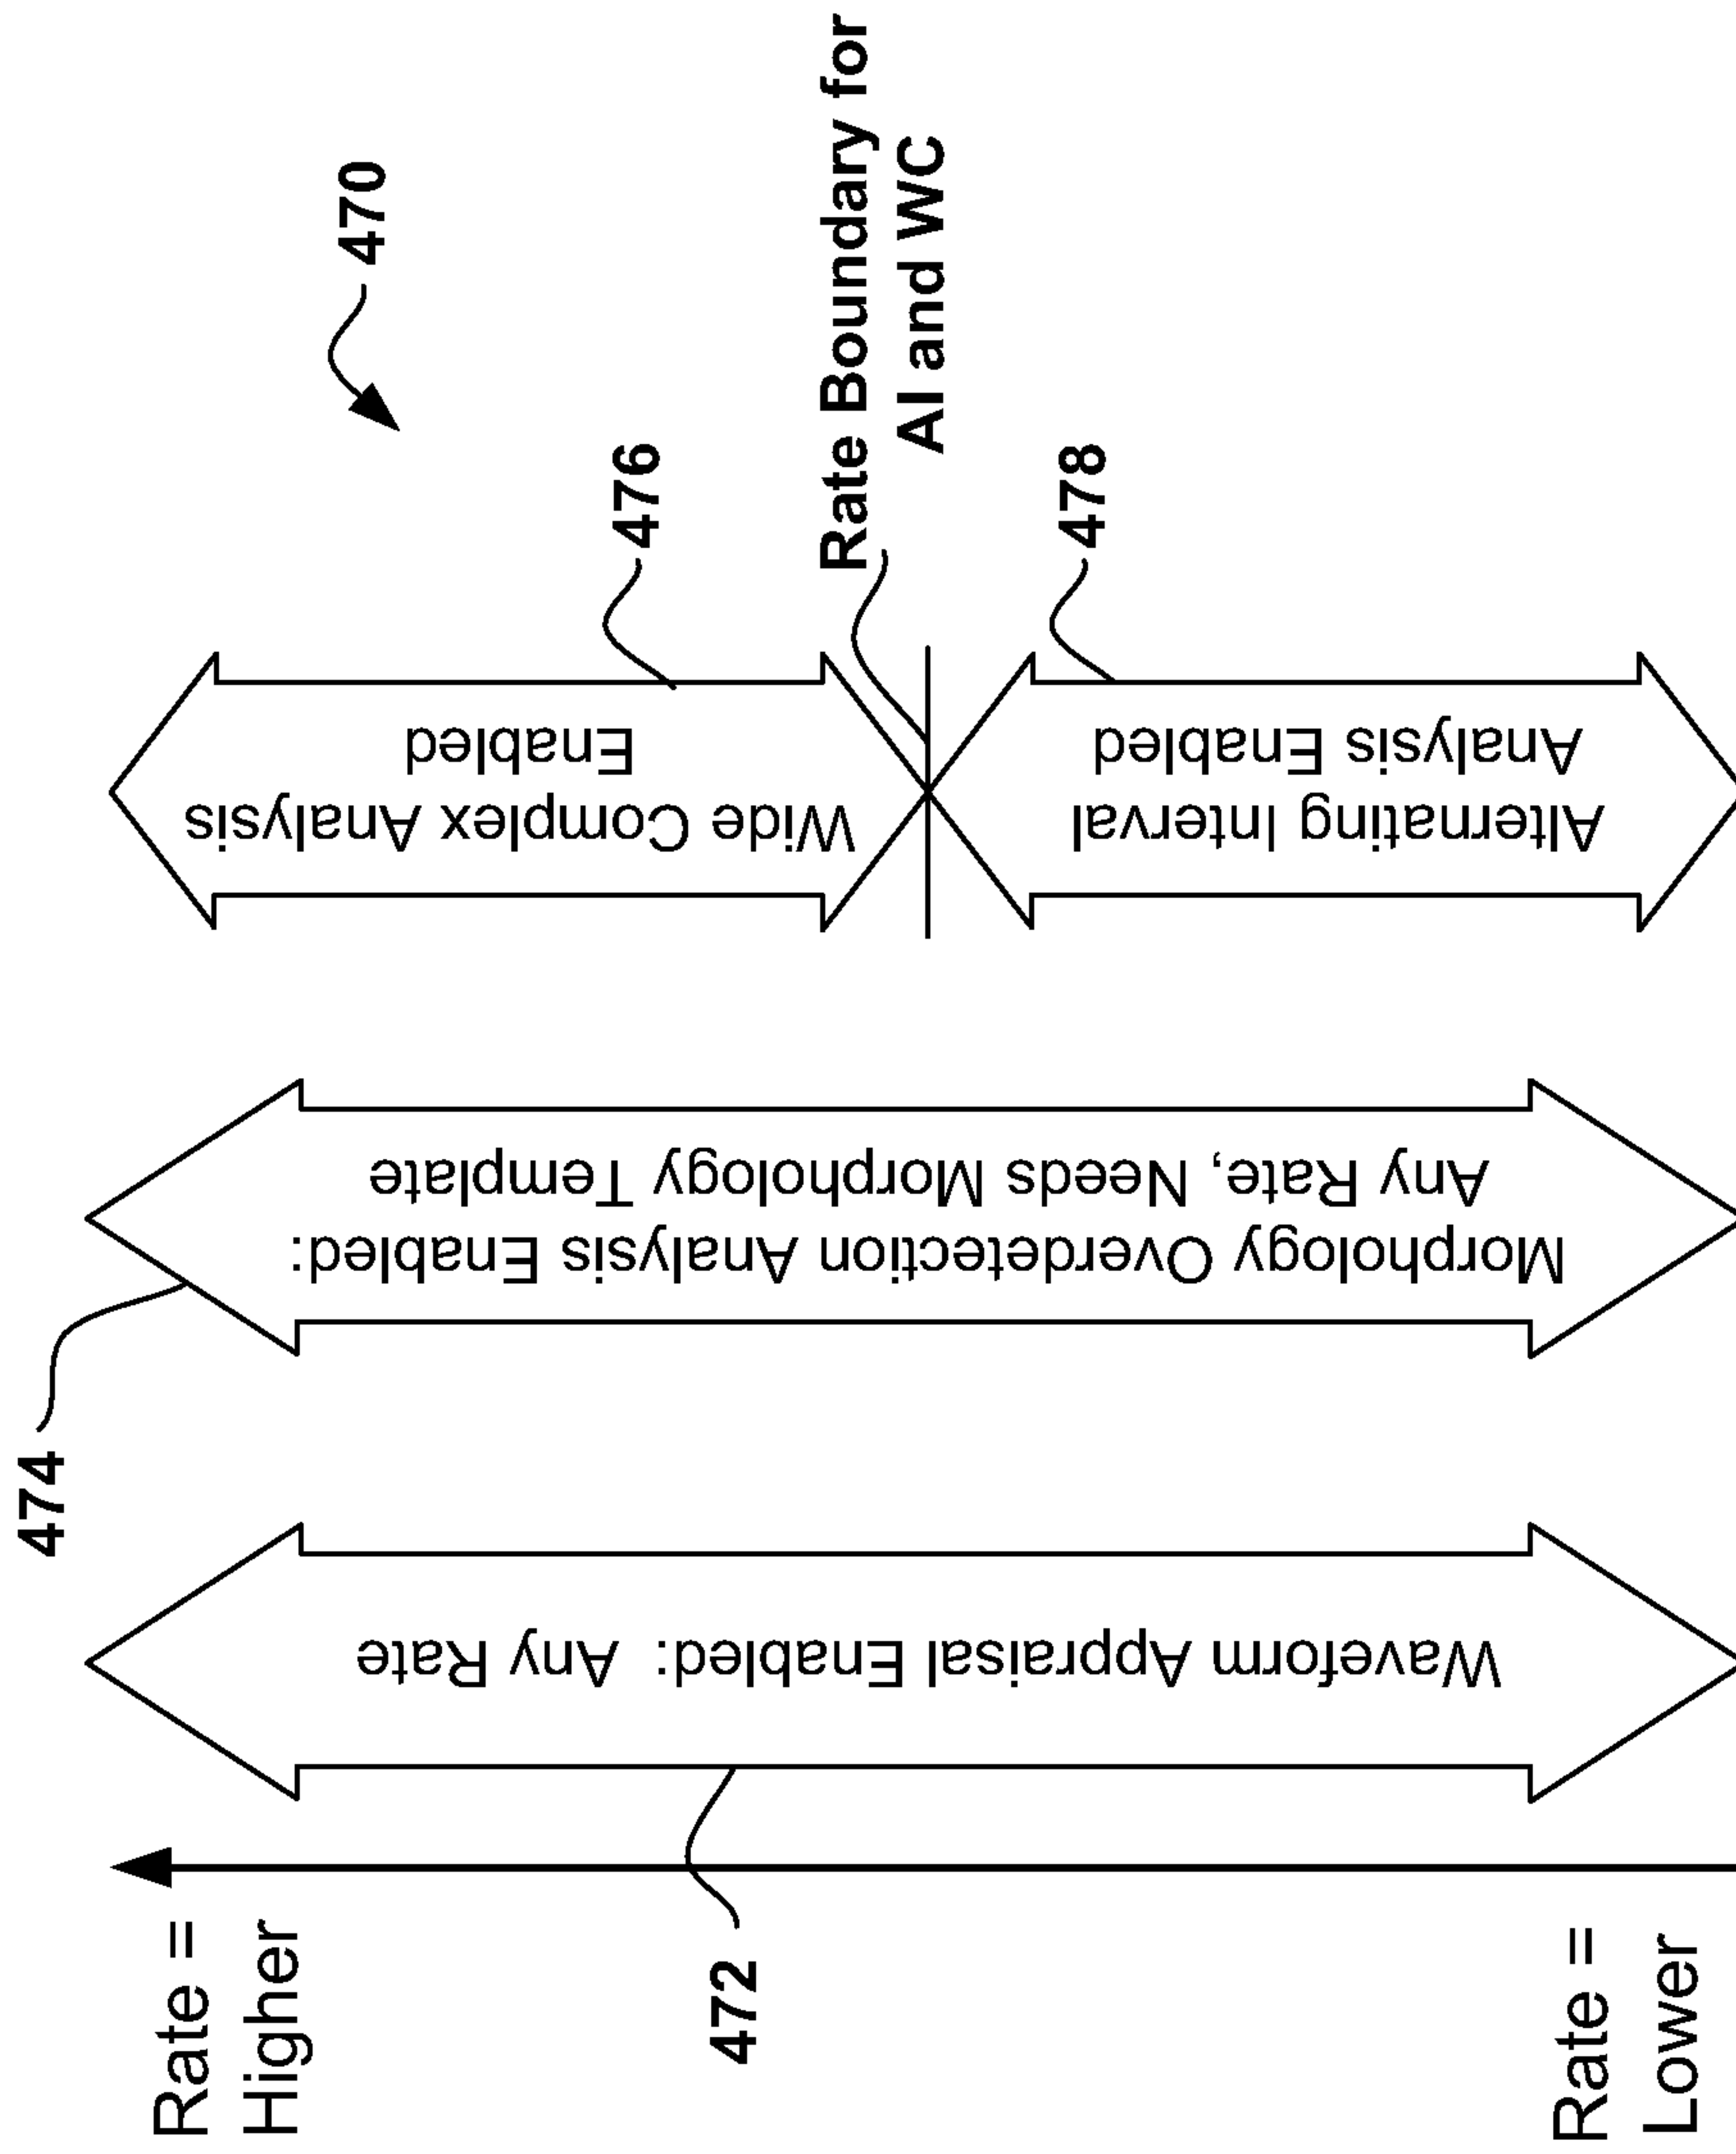 470
474
472
476
478
Rate =
Higher
Rate =
Lower
Waveform Appraisal Enabled: Any Rate
Morphology Overdetection Analysis Enabled:
Any Rate, Needs Morphology Template
Wide Complex Analysis
Enabled
Rate Boundary for
AI and WC
Alternating Interval
Analysis Enabled